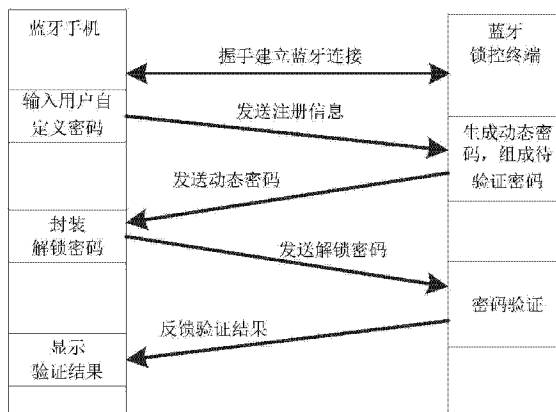 蓝牙手机
蓝牙
锁控终端
握手建立蓝牙连接
输入用户自
定义密码
发送注册信息
生成动态密
码，组成待
验证密码
发送动态密码
封装
解锁密码
发送解锁密码
密码验证
反馈验证结果
显示
验证结果